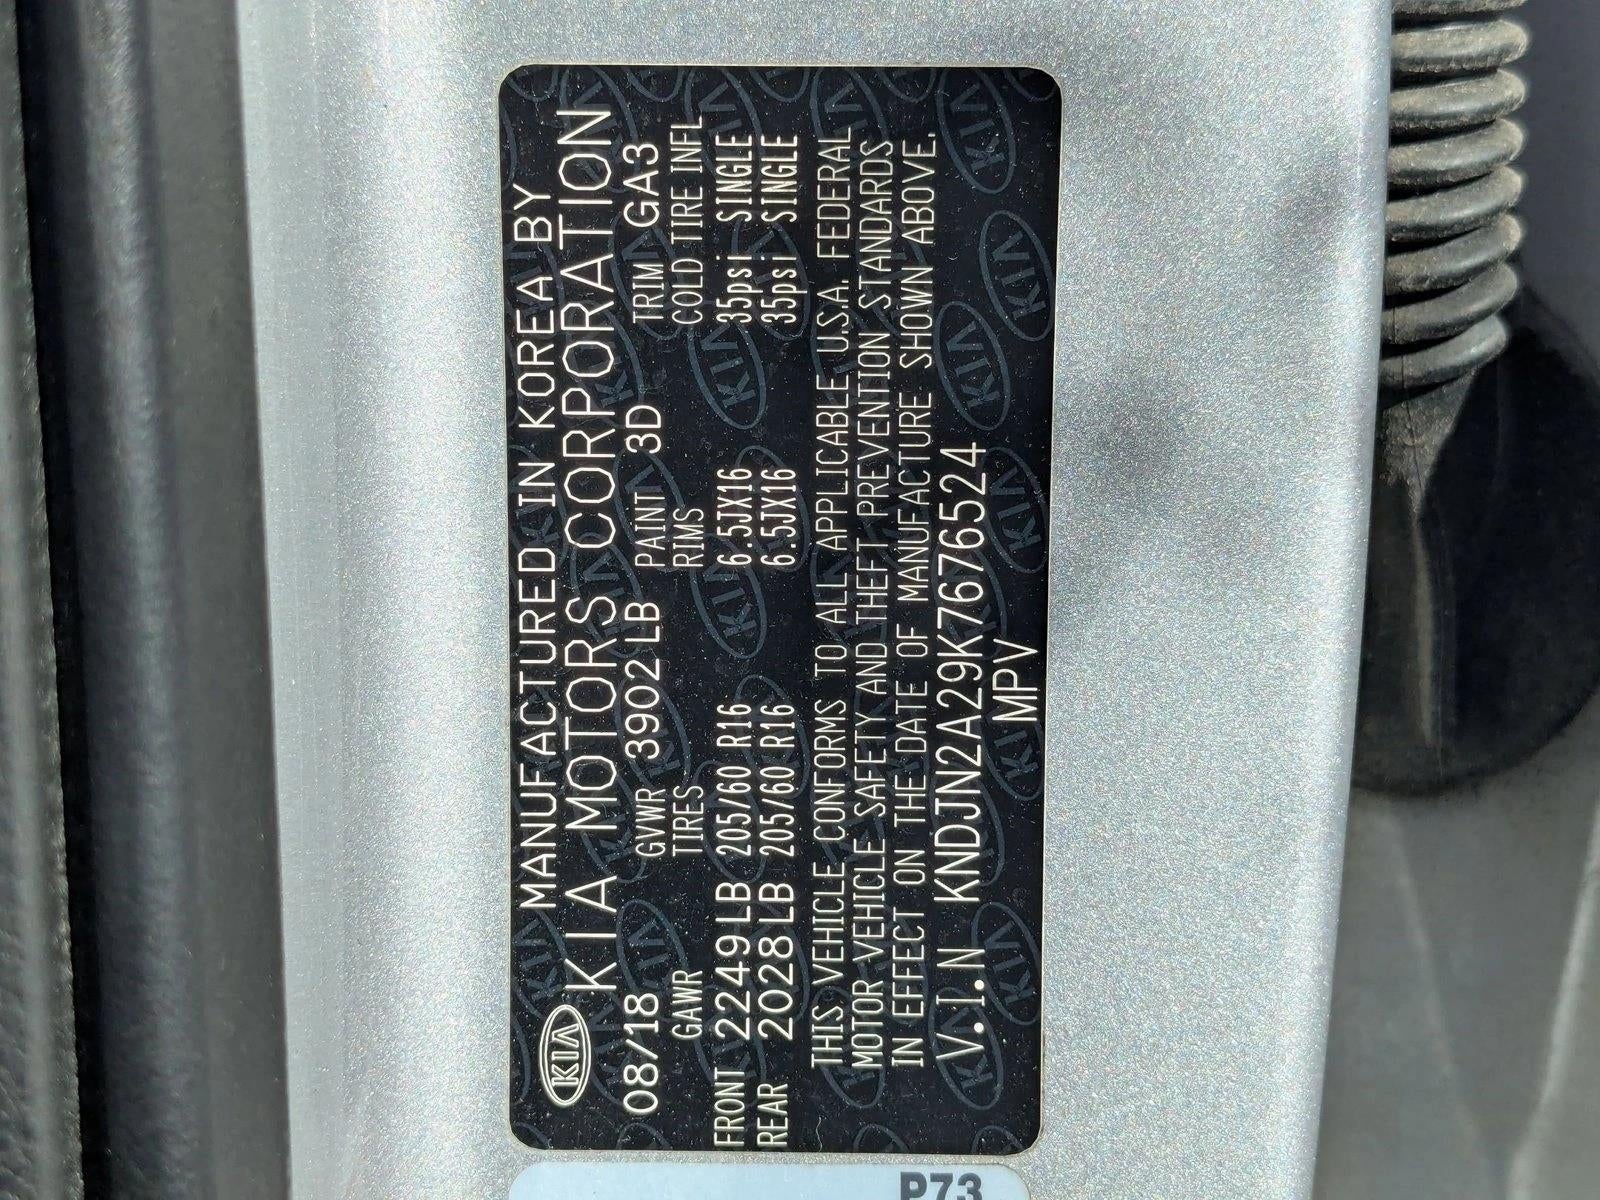 KIA MANUFACTURED IN KOREA BY
KIA MOTORS CORPORATION
08/18 GVWR 3902LB PAINT 3D TRIM GA3
GAWR TIRES RIMS COLD TIRE INFL
FRONT 2249LB 205/60 R16 6.5JX16 35psi SINGLE
REAR 2028LB 205/60 R16 6.5JX16 35psi SINGLE
THIS VEHICLE CONFORMS TO ALL APPLICABLE U.S.A. FEDERAL
MOTOR VEHICLE SAFETY AND THEFT PREVENTION STANDARDS
IN EFFECT ON THE DATE OF MANUFACTURE SHOWN ABOVE.
V.I.N KNDJN2A29K7676524
MPV
P73